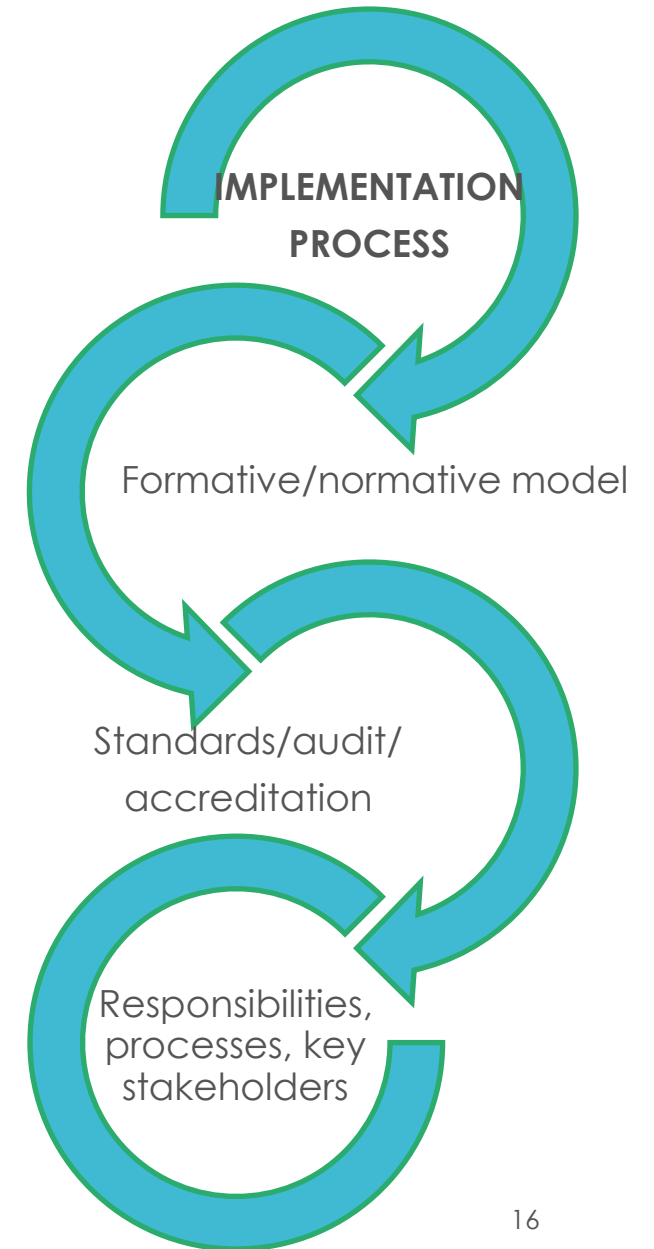 IMPLEMENTATION
PROCESS
Formative/normative model
Standards/audit/
accreditation
Responsibilities,
processes, key
stakeholders
16